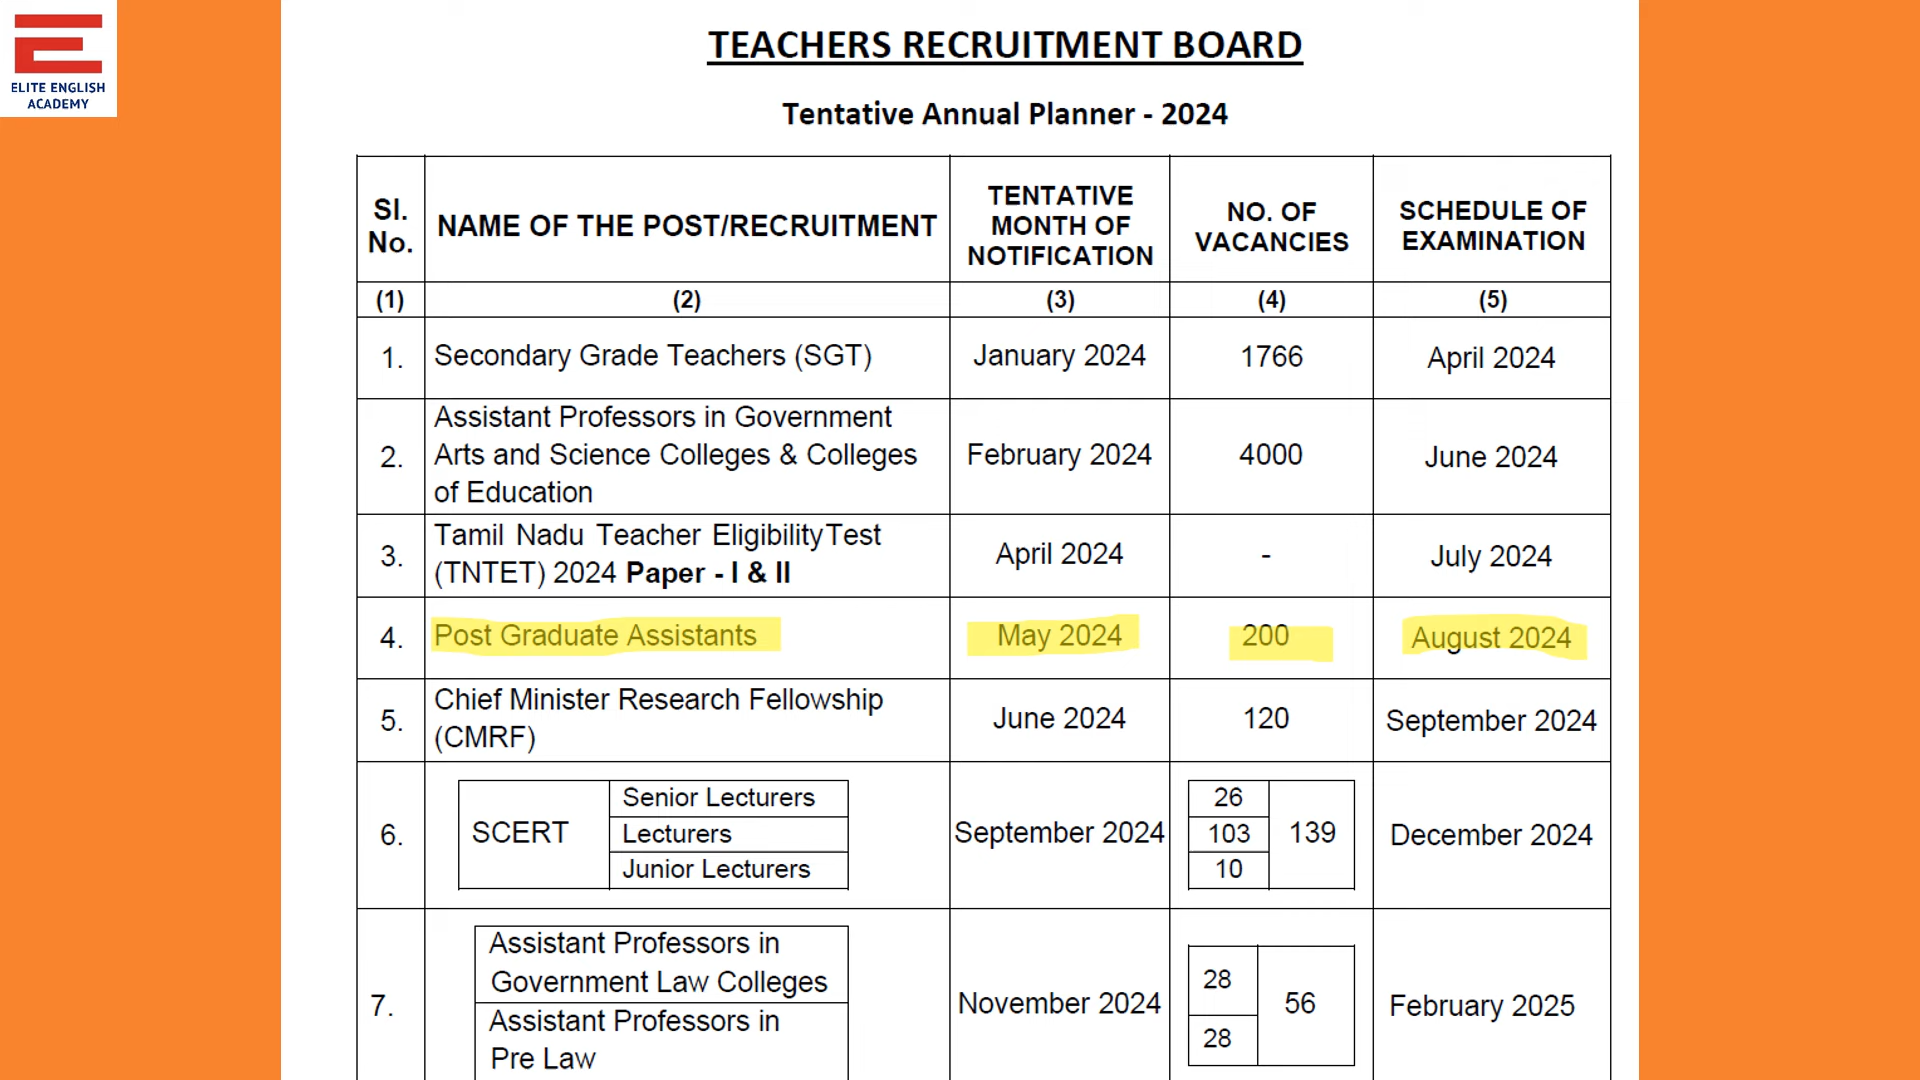 ELITE ENGLISH
ACADEMY
TEACHERS RECRUITMENT BOARD
Tentative Annual Planner - 2024
Sl. No. NAME OF THE POST/RECRUITMENT TENTATIVE MONTH OF NOTIFICATION NO. OF VACANCIES SCHEDULE OF EXAMINATION
(1) (2) (3) (4) (5)
1. Secondary Grade Teachers (SGT) January 2024 1766 April 2024
2. Assistant Professors in Government
Arts and Science Colleges & Colleges
of Education February 2024 4000 June 2024
3. Tamil Nadu Teacher EligibilityTest
(TNTET) 2024 Paper - I & II April 2024 - July 2024
4. Post Graduate Assistants May 2024 200 August 2024
5. Chief Minister Research Fellowship
(CMRF) June 2024 120 September 2024
6. SCERT Senior Lecturers
Lecturers
Junior Lecturers September 2024 26
103
10
139 December 2024
7. Assistant Professors in
Government Law Colleges
Assistant Professors in
Pre Law November 2024 28
28
56 February 2025